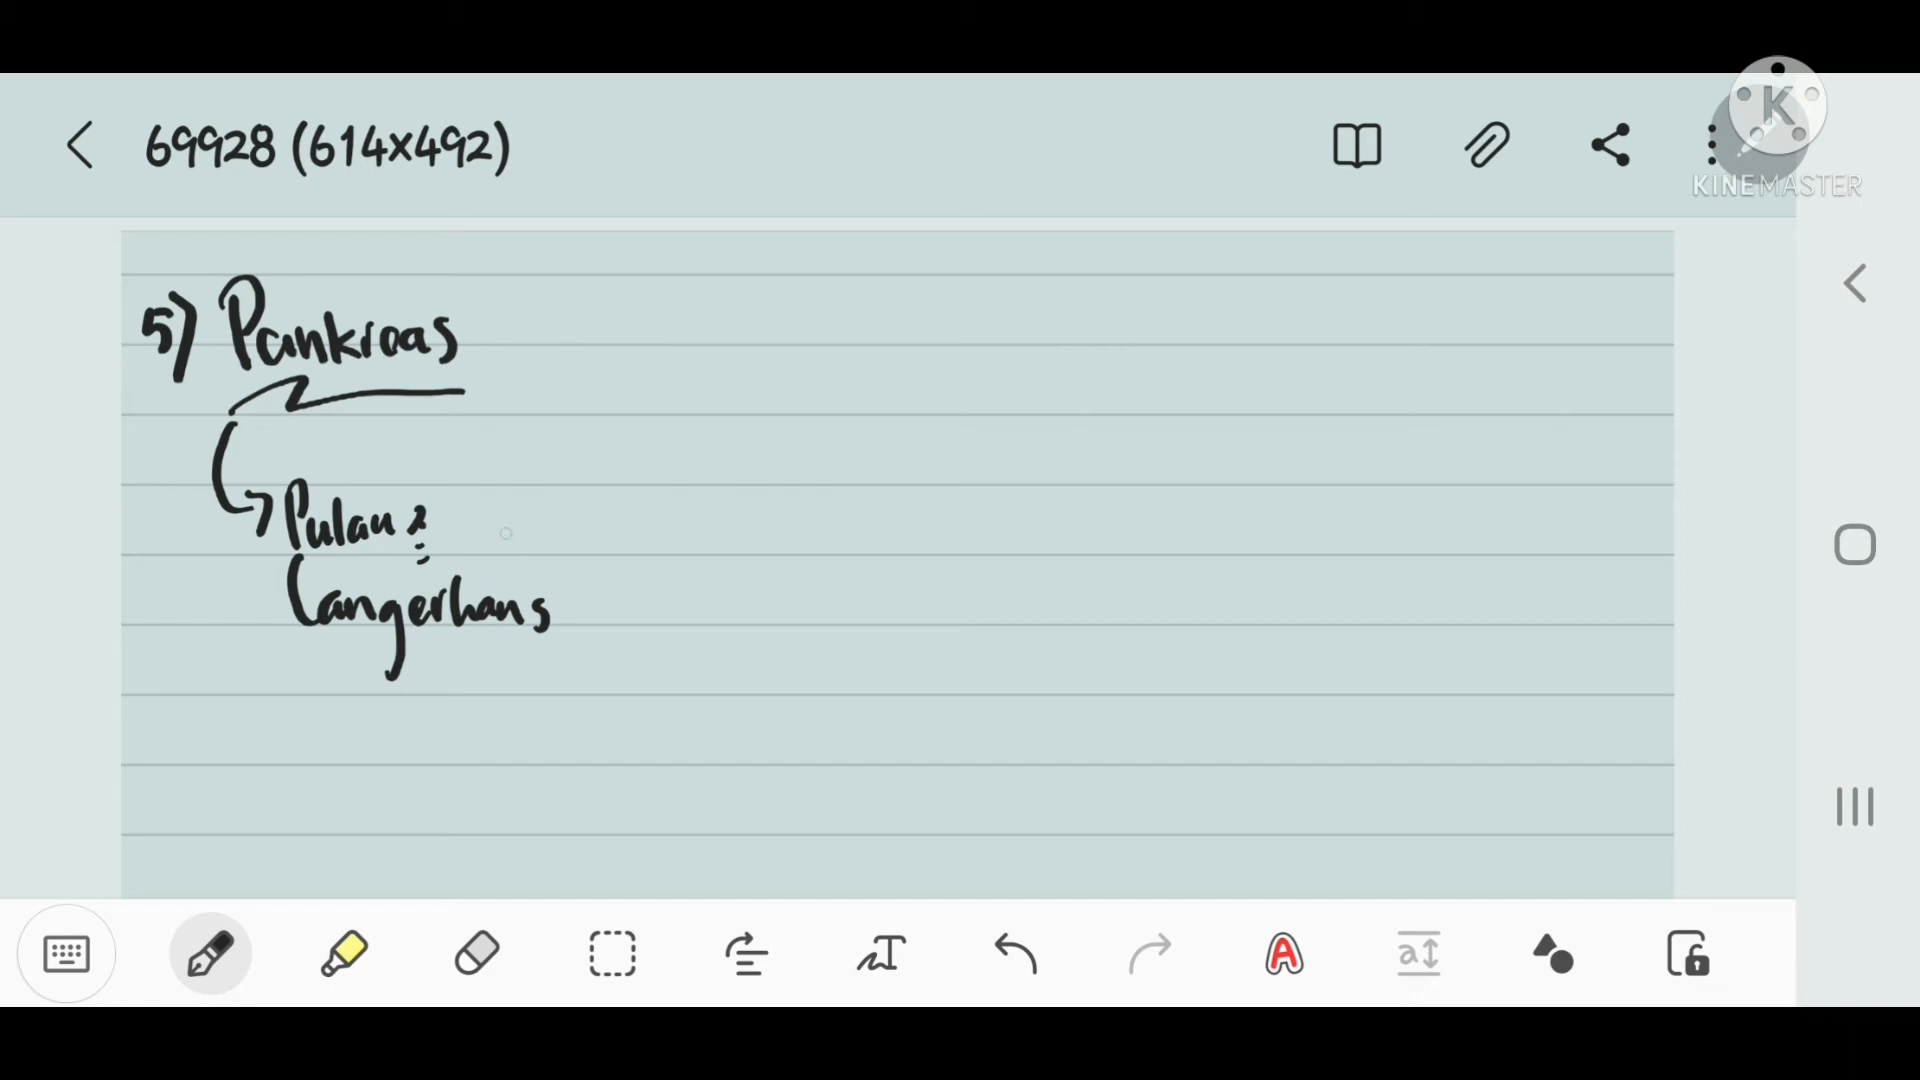 69928 (614x492)
KINEMASTER
5) Pankreas
Pulau2
Langerhans